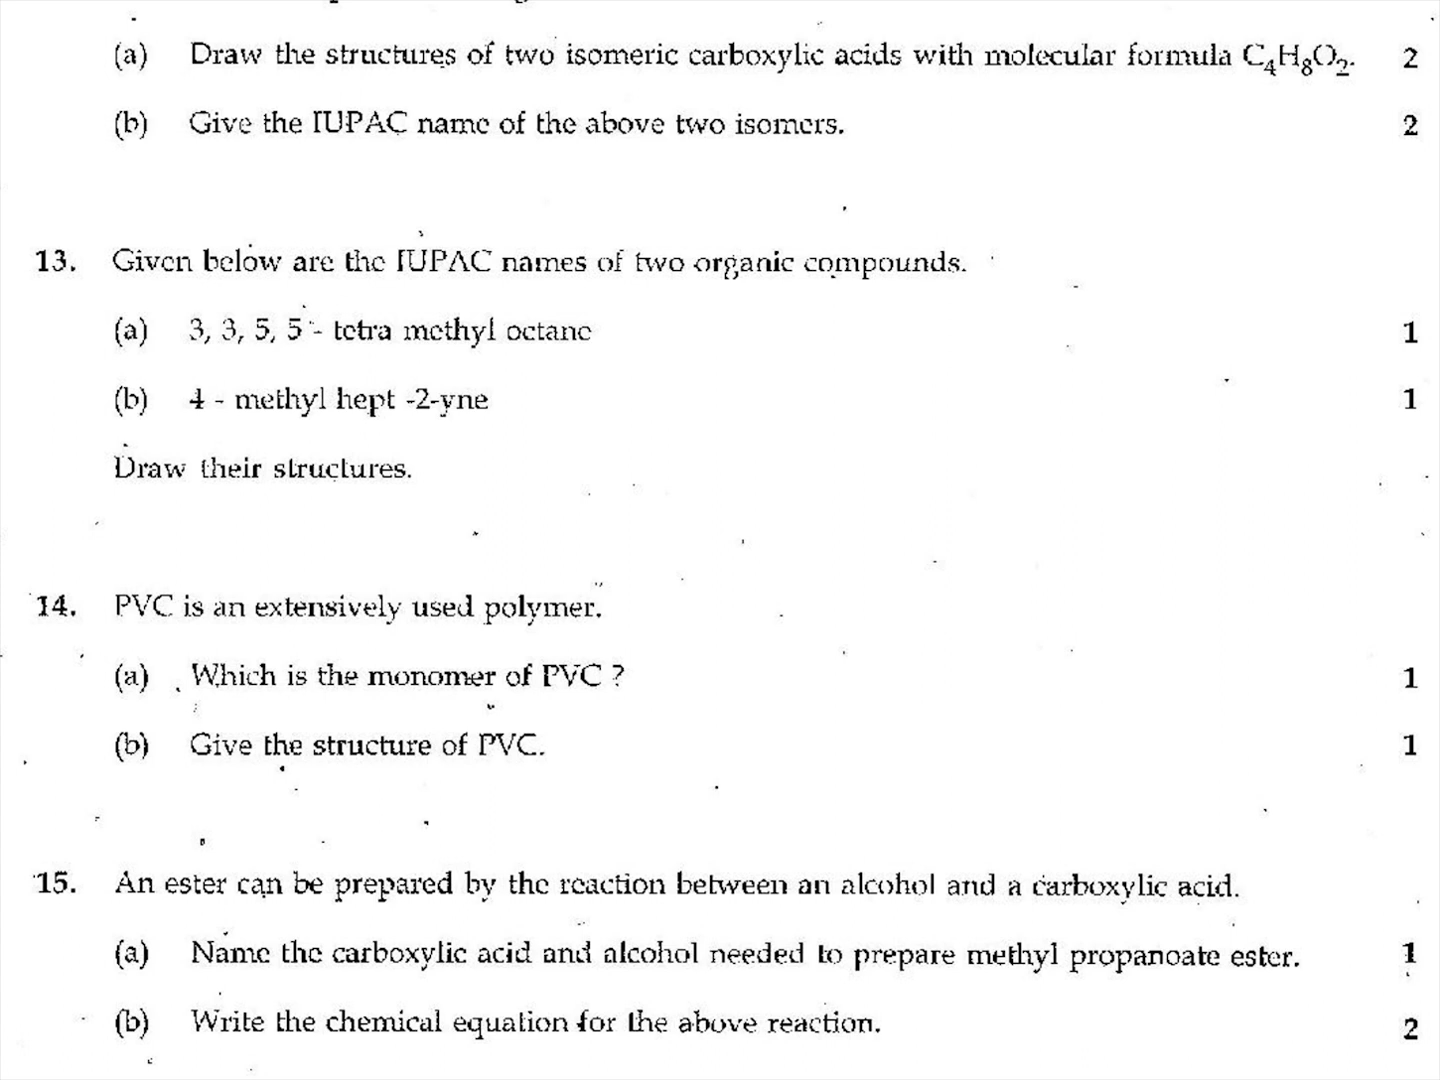 (a) Draw the structures of two isomeric carboxylic acids with molecular formula C₄H₈O₂. 2
(b) Give the IUPAC name of the above two isomers. 2
13. Given below are the IUPAC names of two organic compounds.
(a) 3, 3, 5, 5 - tetra methyl octane 1
(b) 4 - methyl hept -2-yne 1
Draw their structures.
14. PVC is an extensively used polymer.
(a) Which is the monomer of PVC ? 1
(b) Give the structure of PVC. 1
15. An ester can be prepared by the reaction between an alcohol and a carboxylic acid.
(a) Name the carboxylic acid and alcohol needed to prepare methyl propanoate ester. 1
(b) Write the chemical equation for the above reaction. 2